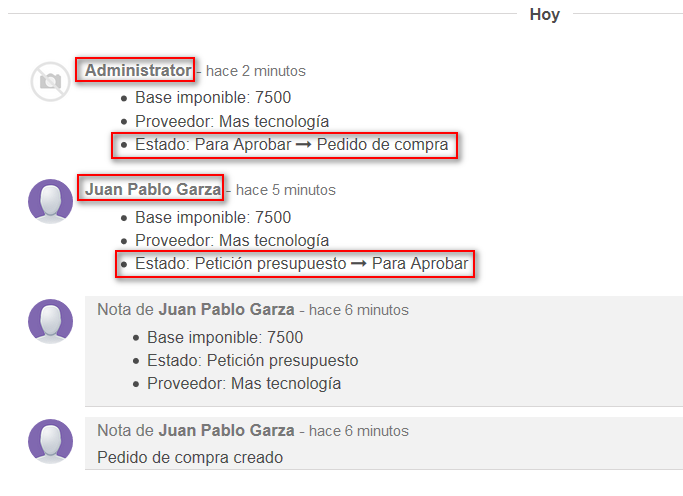 Hoy
Administrator - hace 2 minutos
Base imponible: 7500
Proveedor: Mas tecnología
Estado: Para Aprobar → Pedido de compra
Juan Pablo Garza - hace 5 minutos
Base imponible: 7500
Proveedor: Mas tecnología
Estado: Petición presupuesto → Para Aprobar
Nota de Juan Pablo Garza - hace 6 minutos
Base imponible: 7500
Estado: Petición presupuesto
Proveedor: Mas tecnología
Nota de Juan Pablo Garza - hace 6 minutos
Pedido de compra creado